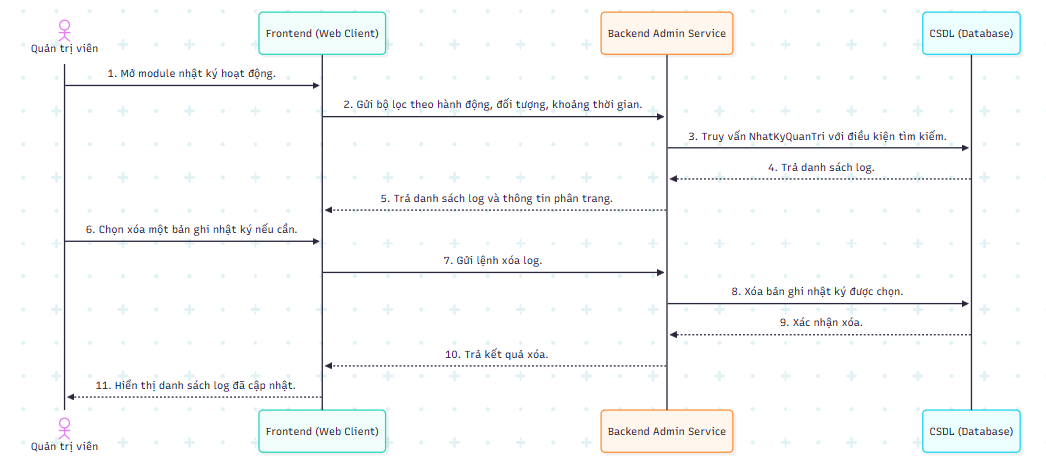 Quản trị viên
Frontend (Web Client)
Backend Admin Service
CSDL (Database)
1. Mở module nhật ký hoạt động.
2. Gửi bộ lọc theo hành động, đối tượng, khoảng thời gian.
3. Truy vấn NhatKyQuanTri với điều kiện tìm kiếm.
4. Trả danh sách log.
5. Trả danh sách log và thông tin phân trang.
6. Chọn xóa một bản ghi nhật ký nếu cần.
7. Gửi lệnh xóa log.
8. Xóa bản ghi nhật ký được chọn.
9. Xác nhận xóa.
10. Trả kết quả xóa.
11. Hiển thị danh sách log đã cập nhật.
Quản trị viên
Frontend (Web Client)
Backend Admin Service
CSDL (Database)